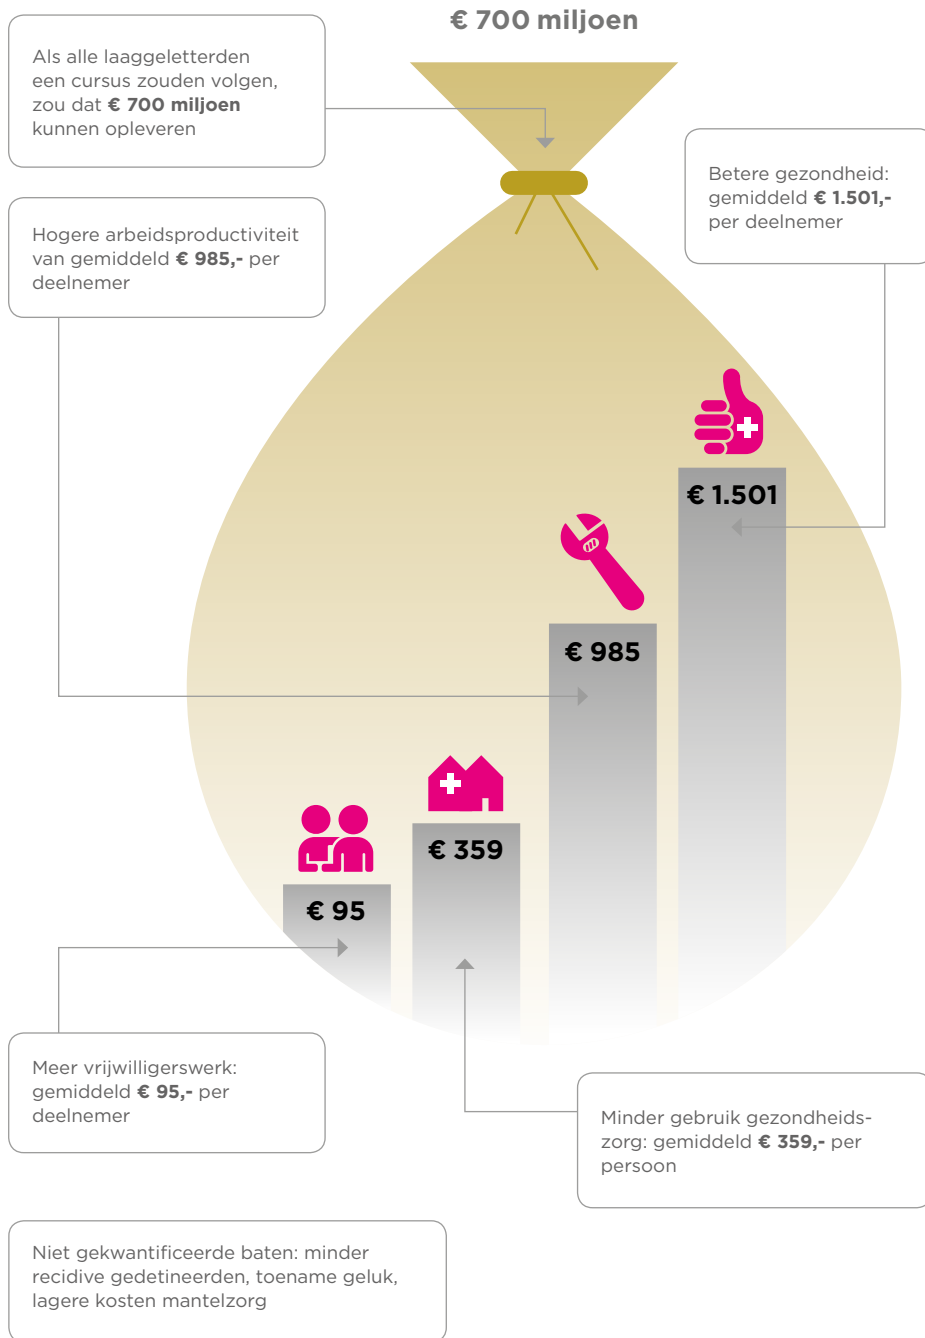 € 700 miljoen
Als alle laaggeletterden
een cursus zouden volgen,
zou dat € 700 miljoen
kunnen opleveren
Betere gezondheid:
gemiddeld € 1.501,-
per deelnemer
Hogere arbeidsproductiviteit
van gemiddeld € 985,- per
deelnemer
€ 1.501
€ 985
€ 359
€ 95
Meer vrijwilligerswerk:
gemiddeld € 95,- per
deelnemer
Minder gebruik gezondheids-
zorg: gemiddeld € 359,- per
persoon
Niet gekwantificeerde baten: minder
recidive gedetineerden, toename geluk,
lagere kosten mantelzorg